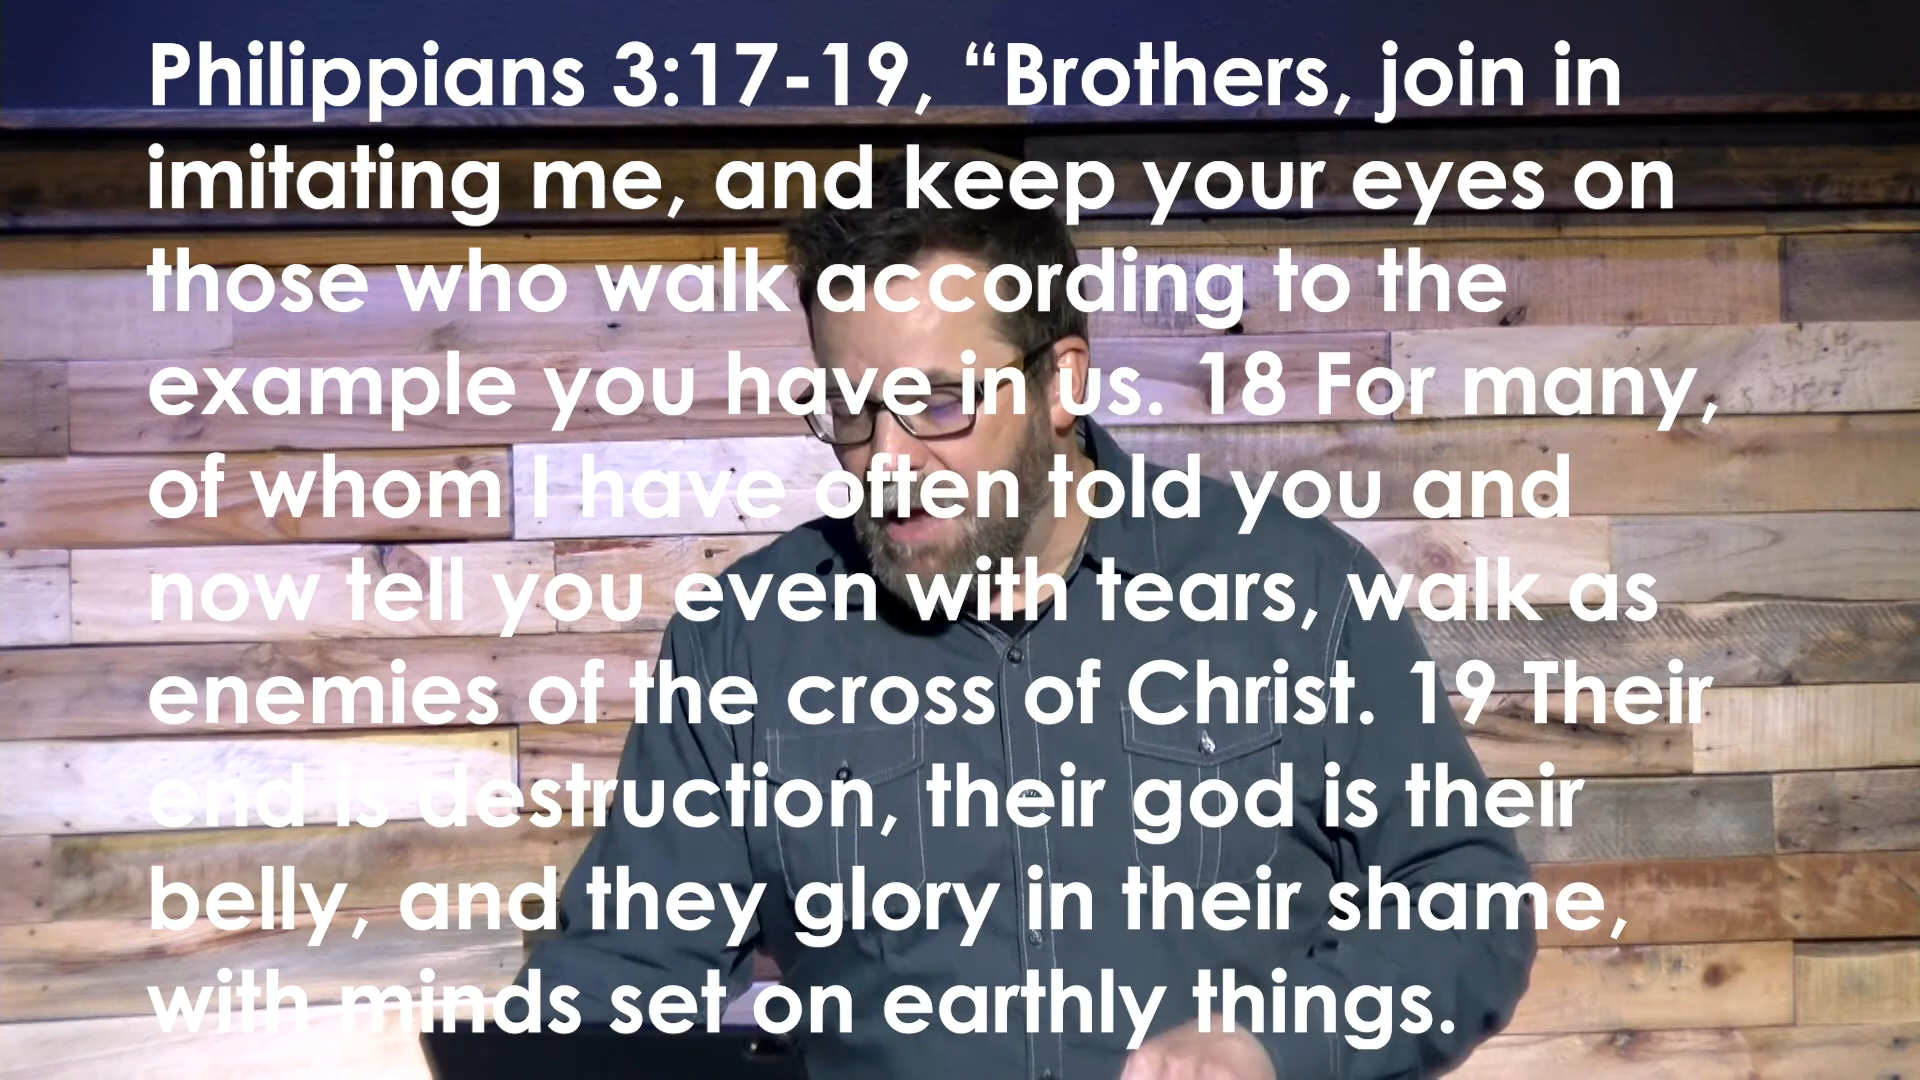 Philippians 3:17-19, “Brothers, join in
imitating me, and keep your eyes on
those who walk according to the
example you have in us. 18 For many,
of whom I have often told you and
now tell you even with tears, walk as
enemies of the cross of Christ. 19 Their
end is destruction, their god is their
belly, and they glory in their shame,
with minds set on earthly things.